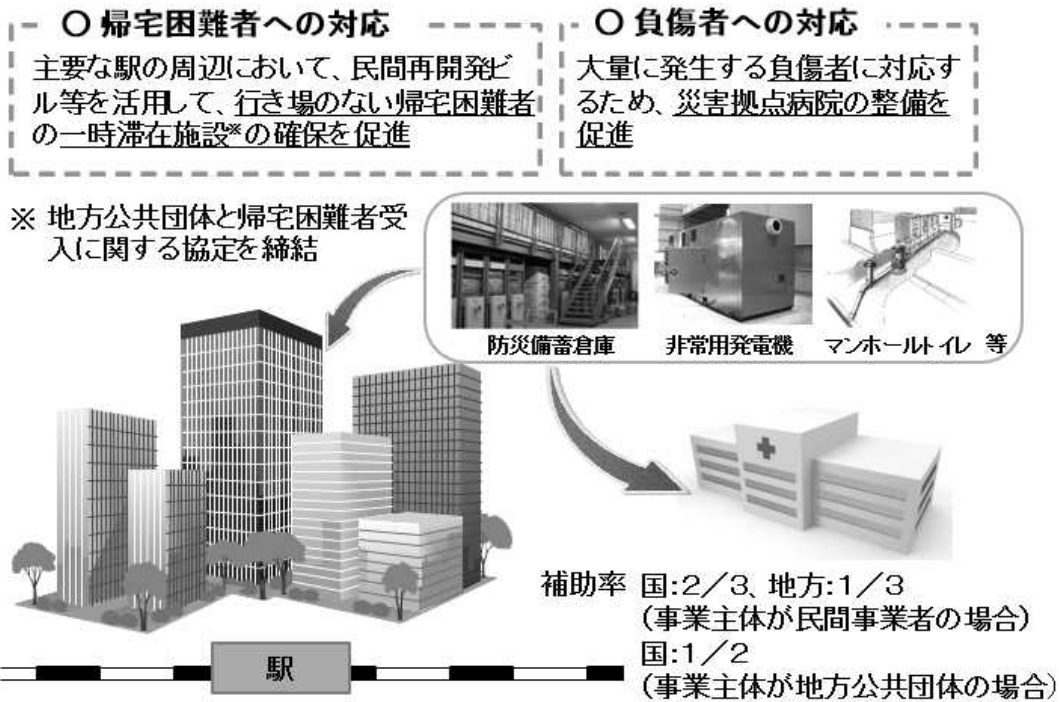 ○ 帰宅困難者への対応
主要な駅の周辺において、民間再開発ビ
ル等を活用して、行き場のない帰宅困難者
の一時滞在施設※の確保を促進
○ 負傷者への対応
大量に発生する負傷者に対応す
るため、災害拠点病院の整備を
促進
※ 地方公共団体と帰宅困難者受
入に関する協定を締結
防災備蓄倉庫
非常用発電機
マンホールトイレ 等
補助率 国:2/3、地方:1/3
(事業主体が民間事業者の場合)
国:1/2
(事業主体が地方公共団体の場合)
駅